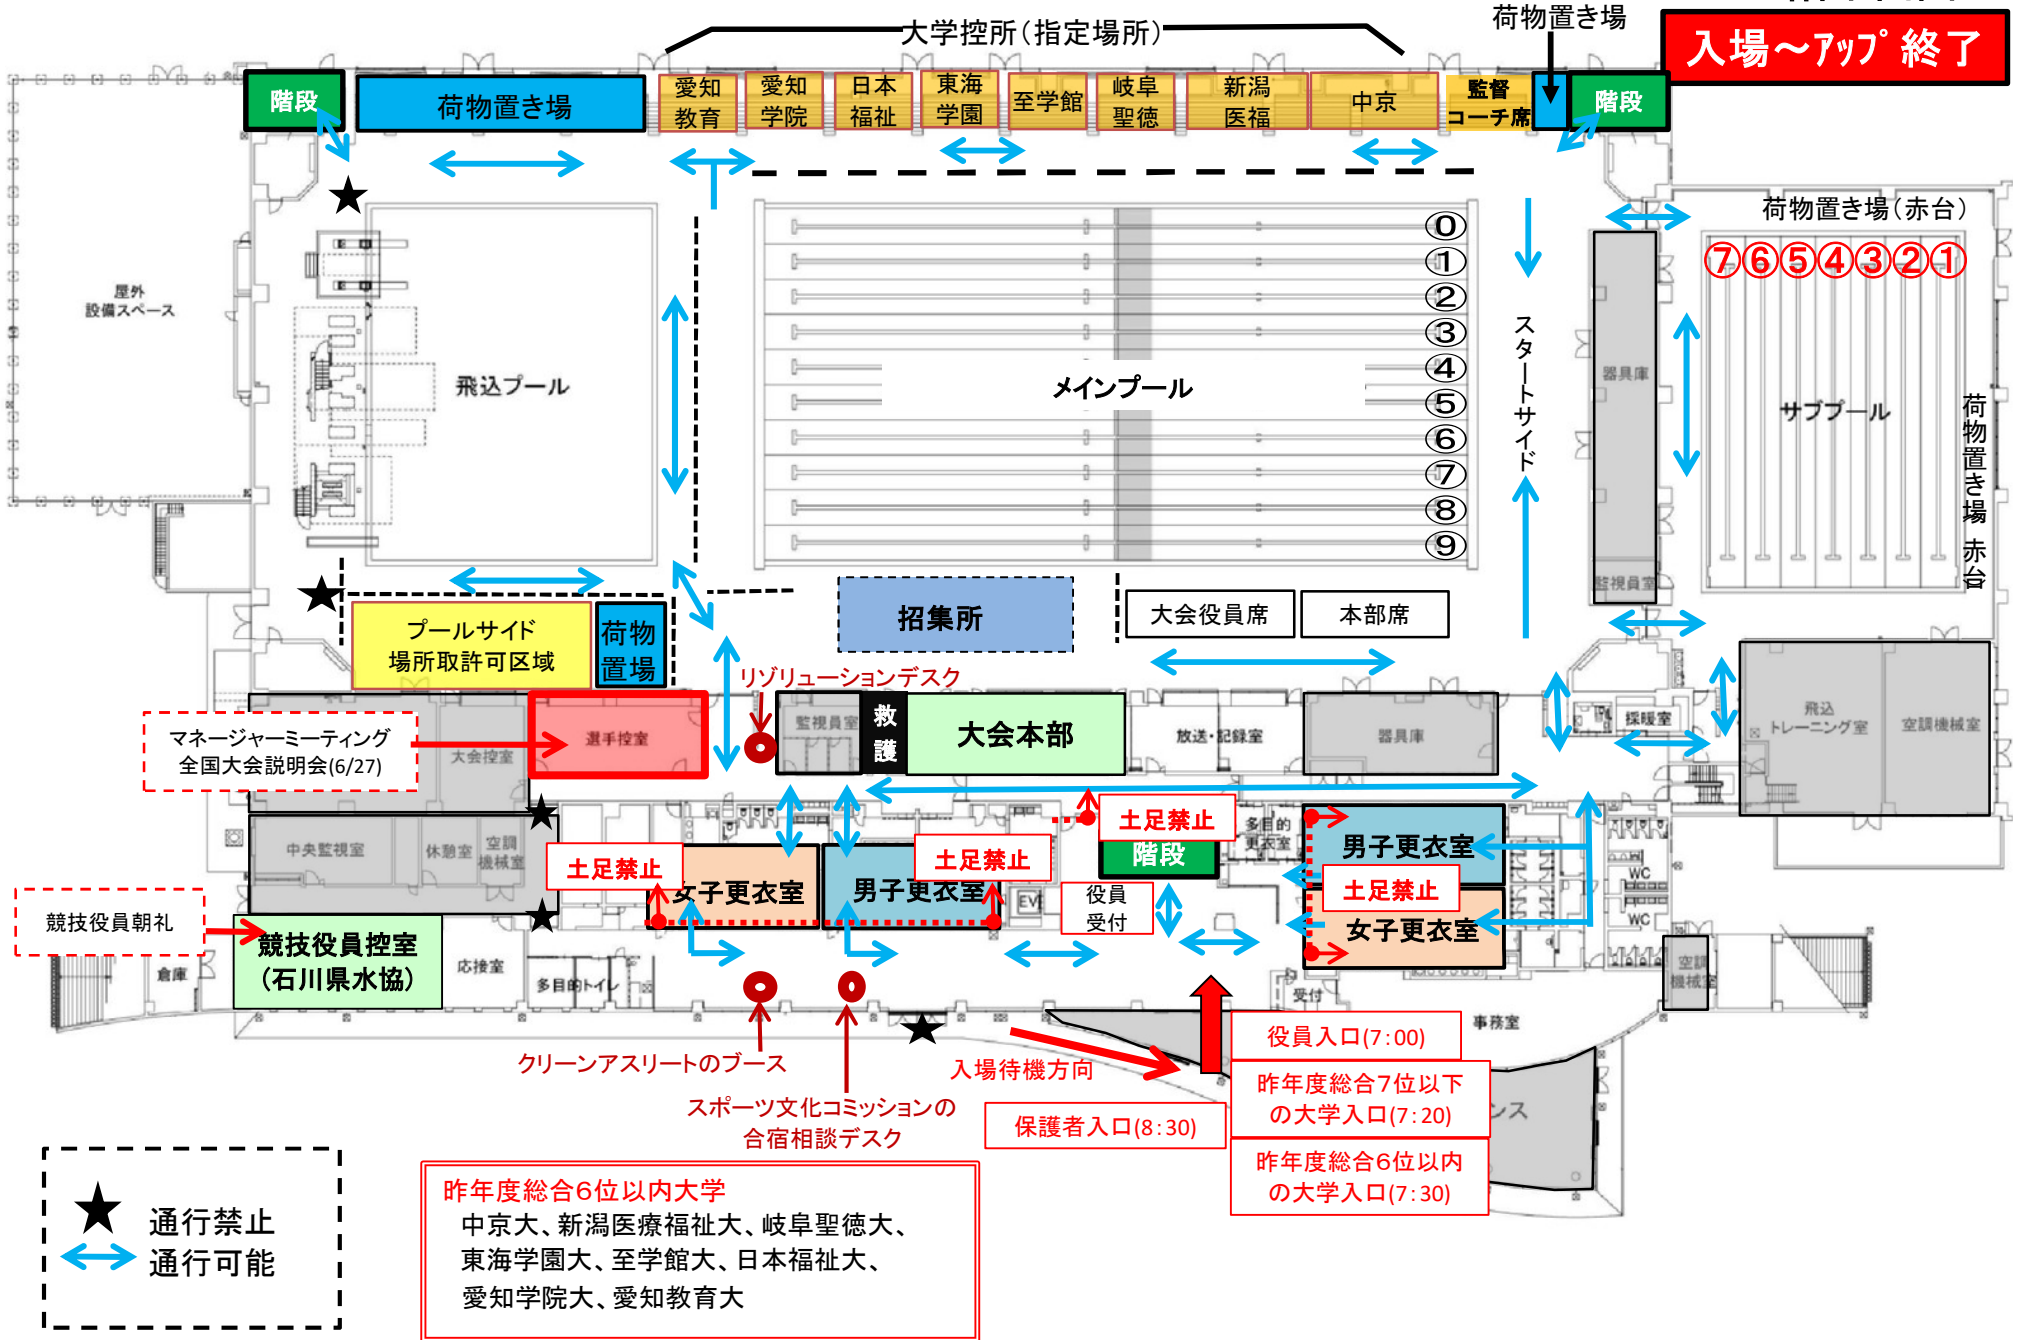 荷物置き場
大学控所(指定場所)
入場～アップ 終了
階段
荷物置き場
愛知
教育
愛知
学院
日本
福祉
東海
学園
至学館
岐阜
聖徳
新潟
医福
中京
監督
コーチ席
階段
荷物置き場(赤台)
⑦⑥⑤④③②①
⓪
①
②
③
④
⑤
⑥
⑦
⑧
⑨
屋外
設備スペース
飛込プール
メインプール
スタートサイド
器具庫
サブプール
荷物置き場 赤台
監視員室
招集所
大会役員席
本部席
プールサイド
場所取許可区域
荷物
置場
リゾリューションデスク
マネージャーミーティング
全国大会説明会(6/27)
大会控室
選手控室
監視員室
救護
大会本部
放送・記録室
器具庫
採暖室
飛込
トレーニング室
空調機械室
中央監視室
休憩室
空調
機械室
土足禁止
女子更衣室
男子更衣室
土足禁止
土足禁止
階段
多目的
更衣室
男子更衣室
土足禁止
女子更衣室
WC
WC
EV
役員
受付
競技役員朝礼
競技役員控室
(石川県水協)
倉庫
応接室
多目的トイレ
受付
事務室
空調
機械室
クリーンアスリートのブース
スポーツ文化コミッションの
合宿相談デスク
入場待機方向
保護者入口(8:30)
役員入口(7:00)
昨年度総合7位以下
の大学入口(7:20)
昨年度総合6位以内
の大学入口(7:30)
ンス
★ 通行禁止
通行可能
昨年度総合6位以内大学
中京大、新潟医療福祉大、岐阜聖徳大、
東海学園大、至学館大、日本福祉大、
愛知学院大、愛知教育大